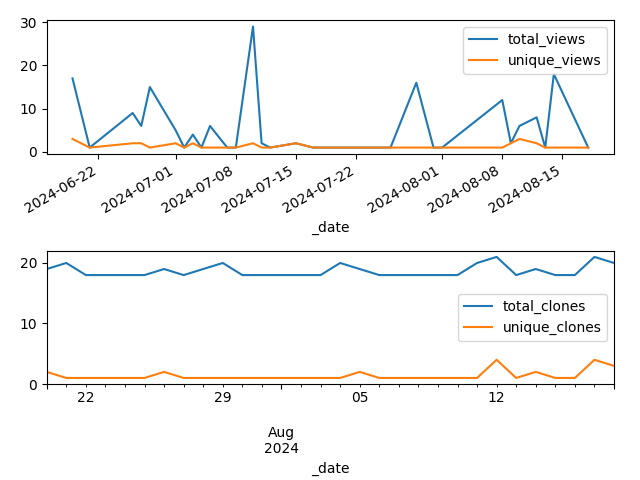 30
20
10
0
total_views
unique_views
2024-06-22
2024-07-01
2024-07-08
2024-07-15
2024-07-22
2024-08-01
2024-08-08
2024-08-15
_date
20
10
0
total_clones
unique_clones
22
29
05
12
Aug
2024
_date